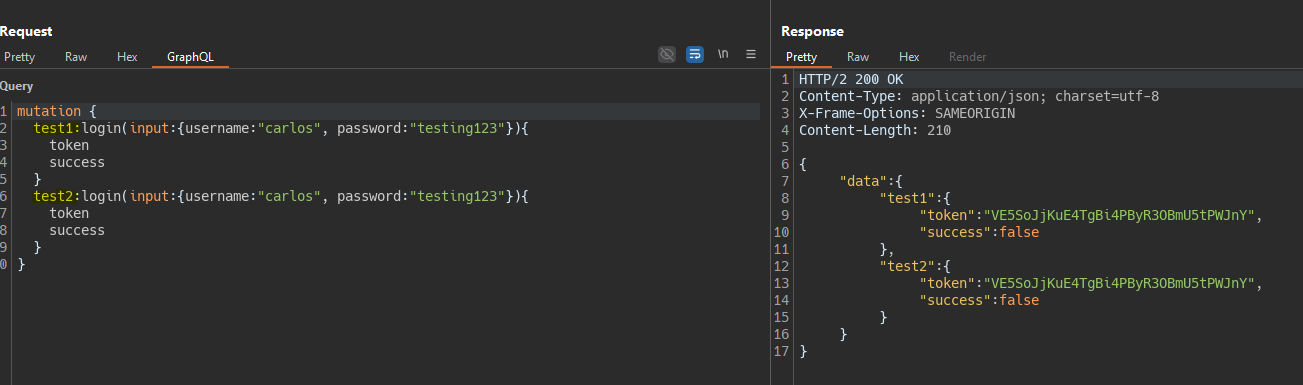 Request
Pretty Raw Hex GraphQL \n
Query
1 mutation {
2 test1:login(input:{username:"carlos", password:"testing123"}){
3 token
4 success
5 }
6 test2:login(input:{username:"carlos", password:"testing123"}){
7 token
8 success
9 }
0 }
Response
Pretty Raw Hex Render
1 HTTP/2 200 OK
2 Content-Type: application/json; charset=utf-8
3 X-Frame-Options: SAMEORIGIN
4 Content-Length: 210
5
6 {
7 "data":{
8 "test1":{
9 "token":"VE5SoJjKuE4TgBi4PByR3OBmU5tPWJnY",
10 "success":false
11 },
12 "test2":{
13 "token":"VE5SoJjKuE4TgBi4PByR3OBmU5tPWJnY",
14 "success":false
15 }
16 }
17 }